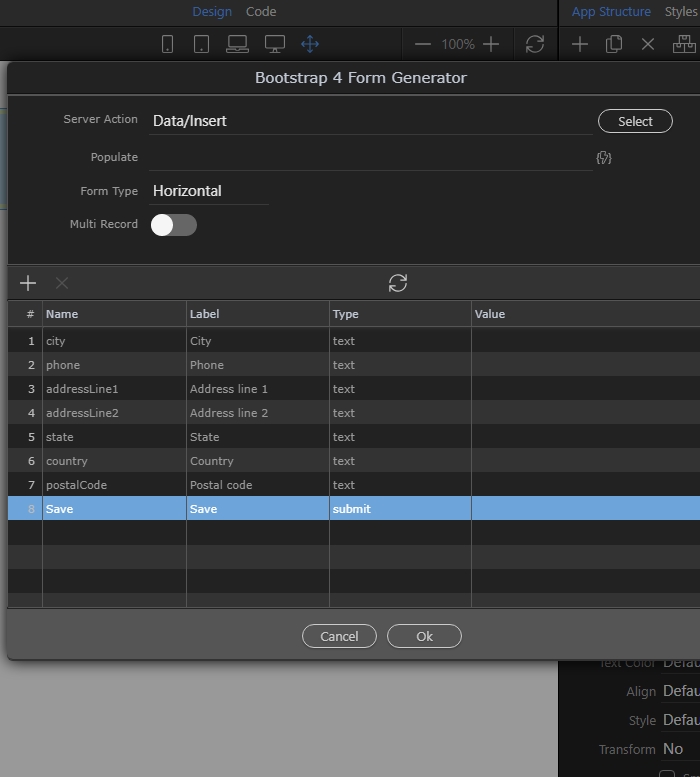 Design Code App Structure Styles
100%
Bootstrap 4 Form Generator
Server Action Data/Insert Select
Populate
Form Type Horizontal
Multi Record
# Name Label Type Value
1 city City text
2 phone Phone text
3 addressLine1 Address line 1 text
4 addressLine2 Address line 2 text
5 state State text
6 country Country text
7 postalCode Postal code text
8 Save Save submit
Cancel Ok
Text Color Defau
Align Defau
Style Defau
Transform No